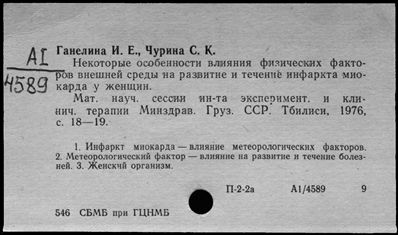 Ганелина И. Е., Чурина С. К.
АI
4589
Некоторые особенности влияния физических факто-
ров внешней среды на развитие и течение инфаркта мио-
карда у женщин.
Мат. науч. сессии ин-та эксперимент. и кли-
нич. терапии Минздрав. Груз. ССР. Тбилиси, 1976,
с. 18—19.
1. Инфаркт миокарда — влияние метеорологических факторов.
2. Метеорологический фактор — влияние на развитие и течение болез-
ней. 3. Женский организм.
П-2-2а А1/4589 9
546 СБМБ при ГЦНМБ